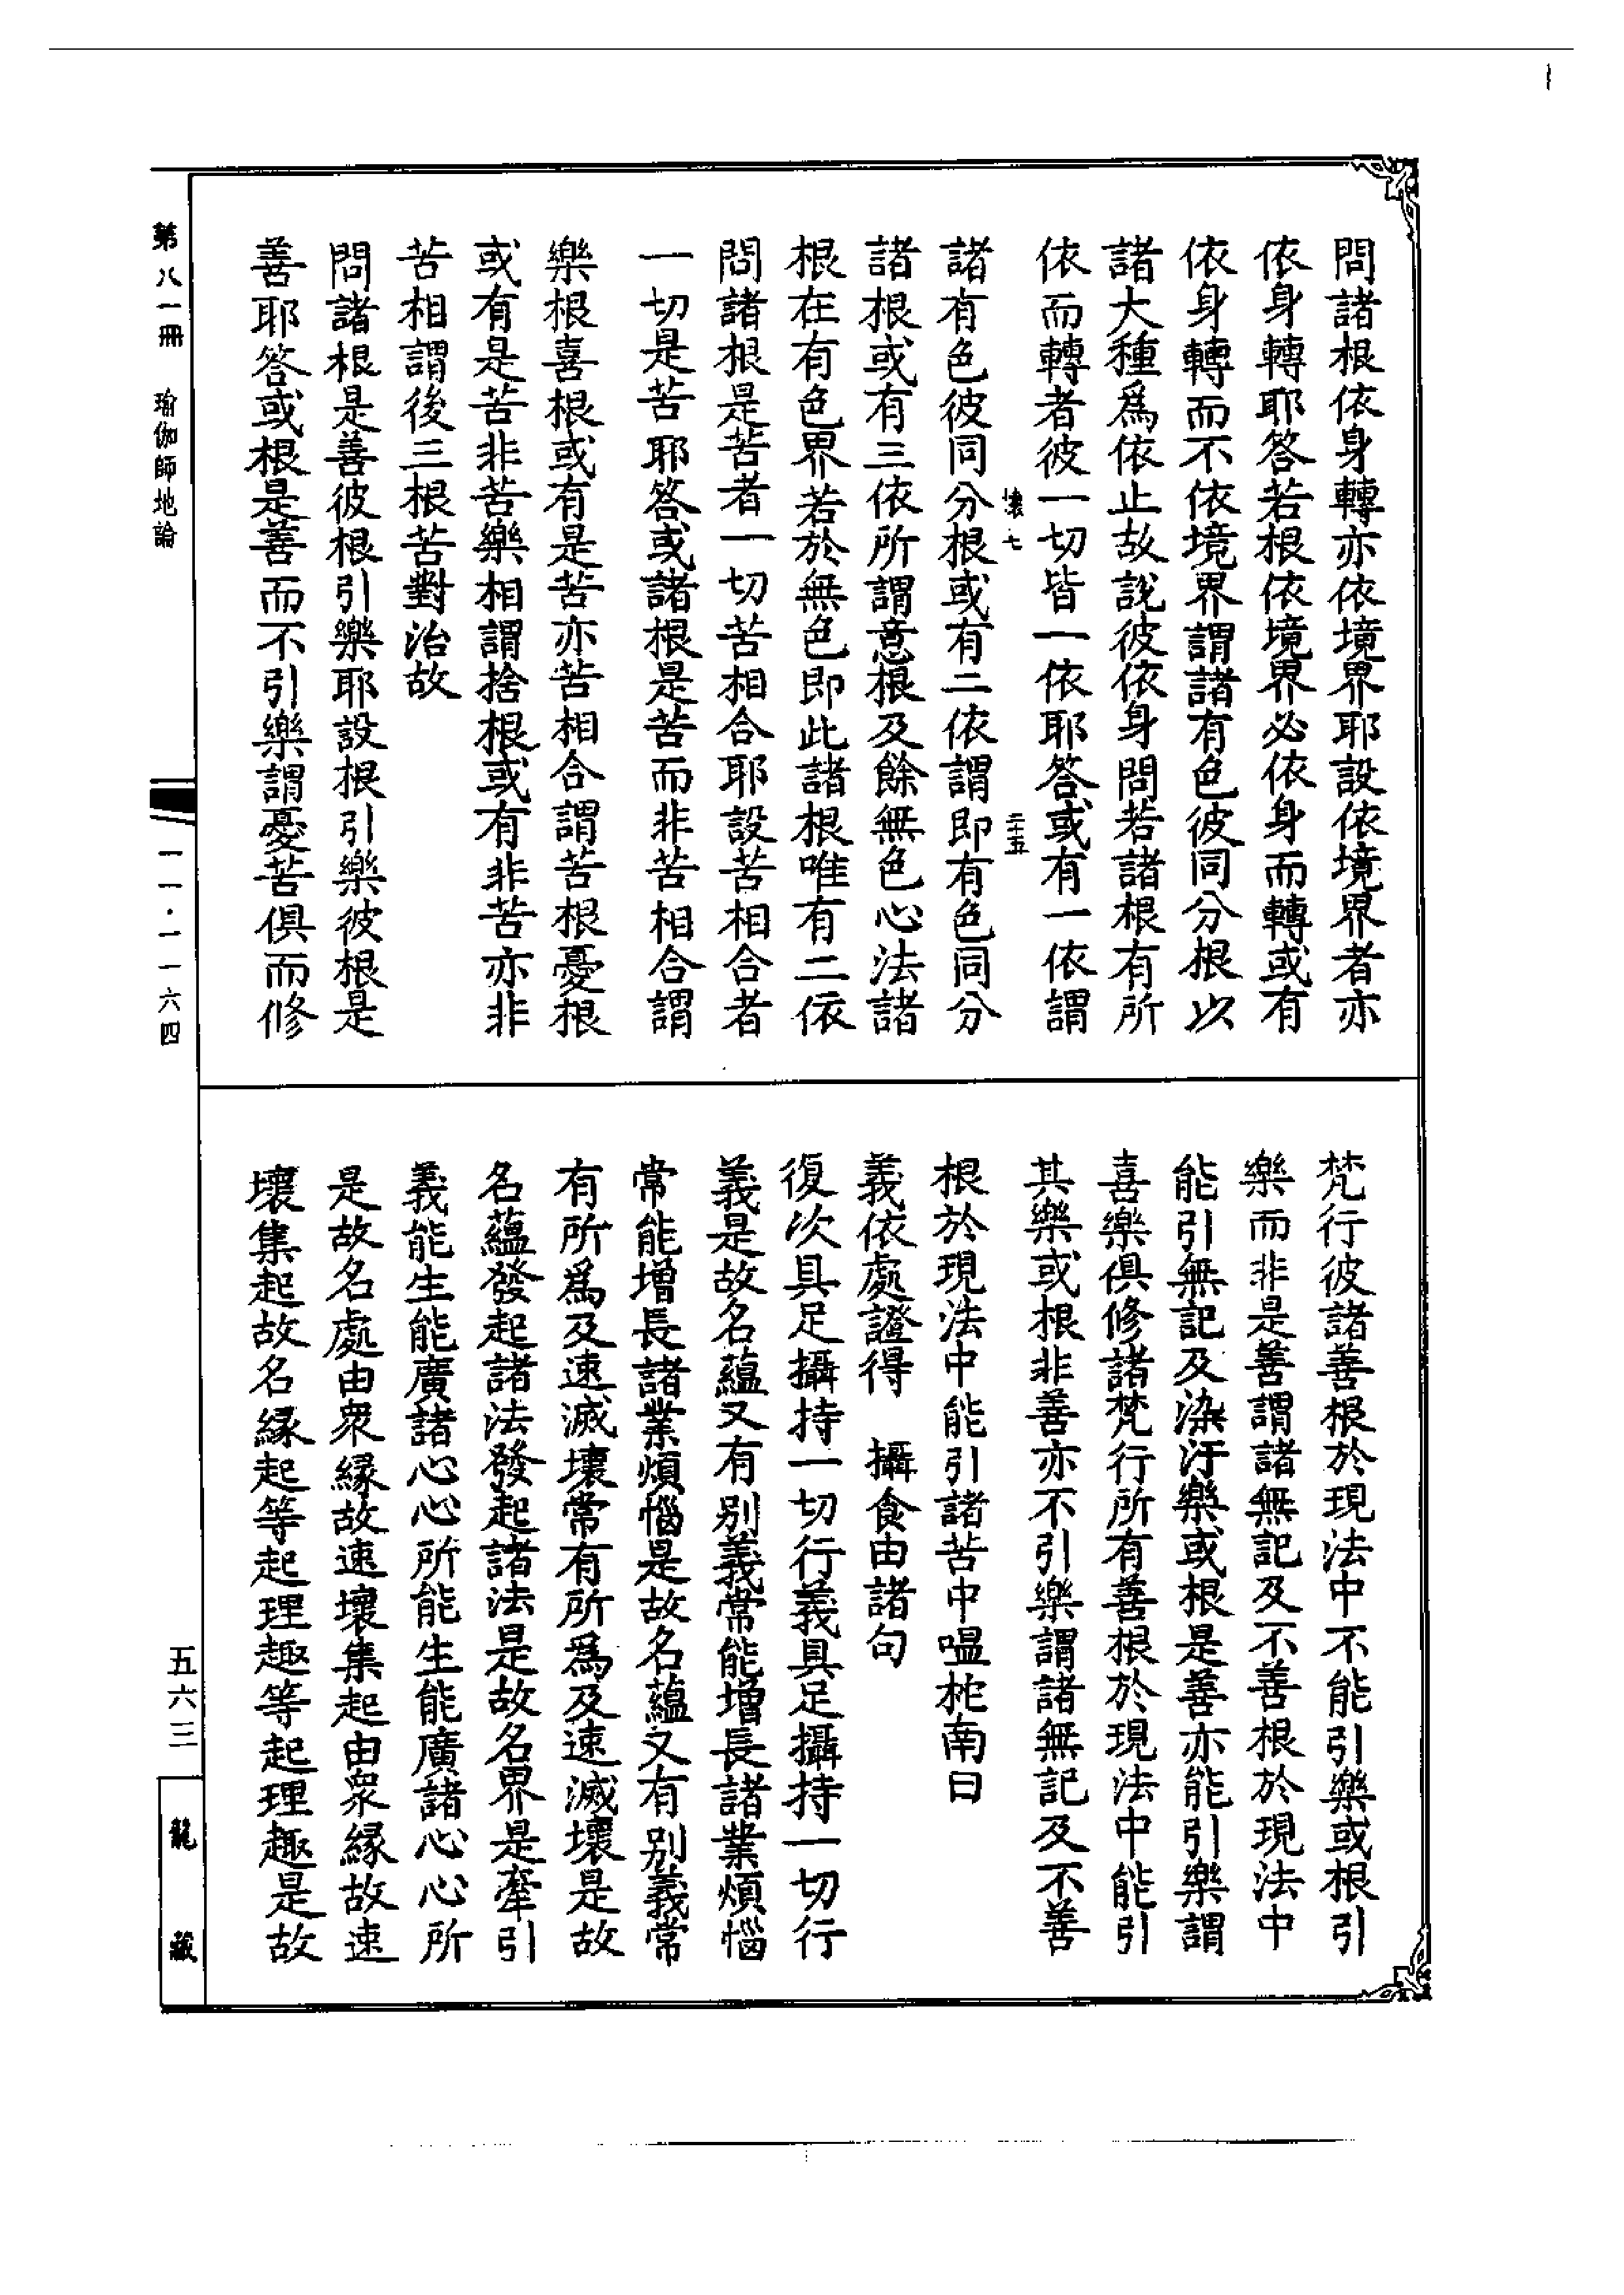 問諸根依身轉亦依境界耶設依境界者亦
依身轉耶答若根依境界必依身而轉或有
依身轉而不依境界謂諸有色彼同分根以
諸大種爲依止故說彼依身問若諸根有所
依而轉者彼一切皆一依耶答或有一依謂
懷七 二十五
諸有色彼同分根或有二依謂即有色同分
諸根或有三依所謂意根及餘無色心法諸
根在有色界若於無色即此諸根唯有二依
問諸根是苦者一切苦相合耶設苦相合者
一切是苦耶答或諸根是苦而非苦相合謂
樂根喜根或有是苦亦苦相合謂苦根憂根
或有是苦非苦樂相謂捨根或有非苦亦非
苦相謂後三根苦對治故
問諸根是善彼根引樂耶設根引樂彼根是
善耶答或根是善而不引樂謂憂苦俱而修
梵行彼諸善根於現法中不能引樂或根引
樂而非是善謂諸無記及不善根於現法中
能引無記及染汙樂或根是善亦能引樂謂
喜樂俱修諸梵行所有善根於現法中能引
其樂或根非善亦不引樂謂諸無記及不善
根於現法中能引諸苦中嗢柁南曰
義依處證得　攝食由諸句
復次具足攝持一切行義具足攝持一切行
義是故名蘊又有別義常能增長諸業煩惱
常能增長諸業煩惱是故名蘊又有別義常
有所爲及速滅壞常有所爲及速滅壞是故
名蘊發起諸法發起諸法是故名界是牽引
義能生能廣諸心心所能生能廣諸心心所
是故名處由衆緣故速壞集起由衆緣故速
壞集起故名緣起等起理趣等起理趣是故
第八一冊　瑜伽師地論
一一·一一六四
五六三
龍藏